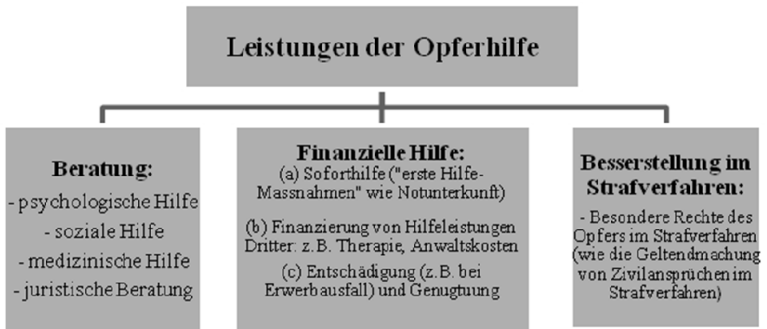 Leistungen der Opferhilfe
Beratung:
- psychologische Hilfe
- soziale Hilfe
- medizinische Hilfe
- juristische Beratung
Finanzielle Hilfe:
(a) Soforthilfe ("erste Hilfe-
Massnahmen" wie Notunterkunft)
(b) Finanzierung von Hilfeleistungen
Dritter: z.B. Therapie, Anwaltskosten
(c) Entschädigung (z.B. bei
Erwerbausfall) und Genugtuung
Besserstellung im
Strafverfahren:
- Besondere Rechte des
Opfers im Strafverfahren
(wie die Geltendmachung
von Zivilansprüchen im
Strafverfahren)